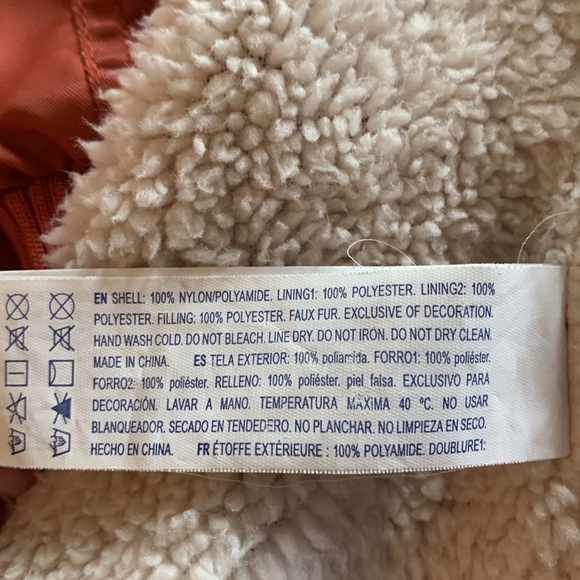 EN SHELL: 100% NYLON/POLYAMIDE. LINING1: 100% POLYESTER. LINING2: 100%
POLYESTER. FILLING: 100% POLYESTER. FAUX FUR. EXCLUSIVE OF DECORATION.
HAND WASH COLD. DO NOT BLEACH. LINE DRY. DO NOT IRON. DO NOT DRY CLEAN.
MADE IN CHINA. ES TELA EXTERIOR: 100% poliamida. FORRO1: 100% poliéster.
FORRO2: 100% poliéster. RELLENO: 100% poliéster. piel falsa. EXCLUSIVO PARA
DECORACIÓN. LAVAR A MANO. TEMPERATURA MÁXIMA 40 ºC. NO USAR
BLANQUEADOR. SECADO EN TENDEDERO. NO PLANCHAR. NO LIMPIEZA EN SECO.
HECHO EN CHINA. FR ÉTOFFE EXTÉRIEURE : 100% POLYAMIDE. DOUBLURE1: